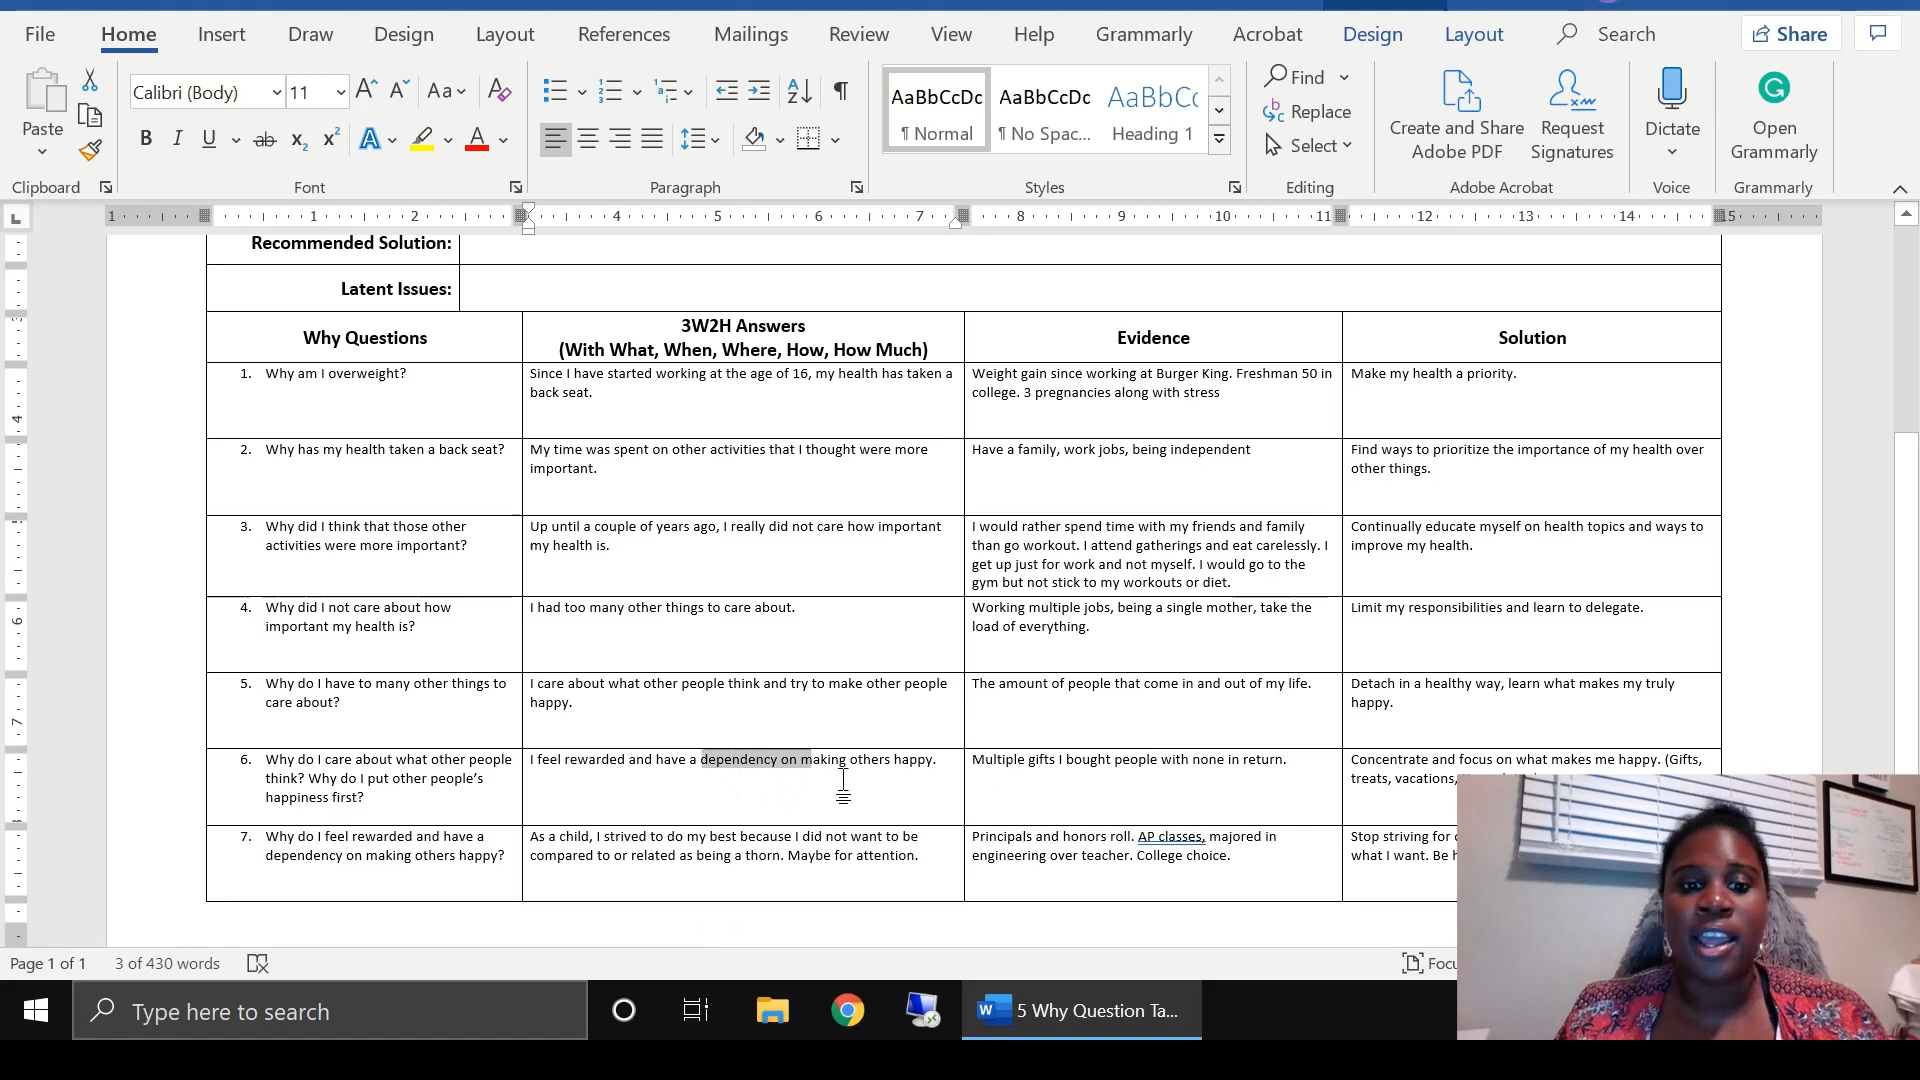 File Home Insert Draw Design Layout References Mailings Review View Help Grammarly Acrobat Design Layout Search Share
Calibri (Body) 11 Aa
AaBbCcDc AaBbCcDc AaBbCc
¶ Normal ¶ No Spac... Heading 1
Find
Replace
Select
Paste
Create and Share
Adobe PDF
Request
Signatures
Dictate
Open
Grammarly
Clipboard Font Paragraph Styles Editing Adobe Acrobat Voice Grammarly
1 1 2 4 5 6 7 8 9 10 11 12 13 14 15
Recommended Solution:
Latent Issues:
Why Questions
3W2H Answers
(With What, When, Where, How, How Much)
Evidence
Solution
1. Why am I overweight?
Since I have started working at the age of 16, my health has taken a
back seat.
Weight gain since working at Burger King. Freshman 50 in
college. 3 pregnancies along with stress
Make my health a priority.
2. Why has my health taken a back seat?
My time was spent on other activities that I thought were more
important.
Have a family, work jobs, being independent
Find ways to prioritize the importance of my health over
other things.
3. Why did I think that those other
activities were more important?
Up until a couple of years ago, I really did not care how important
my health is.
I would rather spend time with my friends and family
than go workout. I attend gatherings and eat carelessly. I
get up just for work and not myself. I would go to the
gym but not stick to my workouts or diet.
Continually educate myself on health topics and ways to
improve my health.
4. Why did I not care about how
important my health is?
I had too many other things to care about.
Working multiple jobs, being a single mother, take the
load of everything.
Limit my responsibilities and learn to delegate.
5. Why do I have to many other things to
care about?
I care about what other people think and try to make other people
happy.
The amount of people that come in and out of my life.
Detach in a healthy way, learn what makes my truly
happy.
6. Why do I care about what other people
think? Why do I put other people's
happiness first?
I feel rewarded and have a dependency on making others happy.
Multiple gifts I bought people with none in return.
Concentrate and focus on what makes me happy. (Gifts,
treats, vacations,
7. Why do I feel rewarded and have a
dependency on making others happy?
As a child, I strived to do my best because I did not want to be
compared to or related as being a thorn. Maybe for attention.
Principals and honors roll. AP classes, majored in
engineering over teacher. College choice.
Stop striving for
what I want. Be
Page 1 of 1 3 of 430 words Focu
Type here to search
5 Why Question Ta...